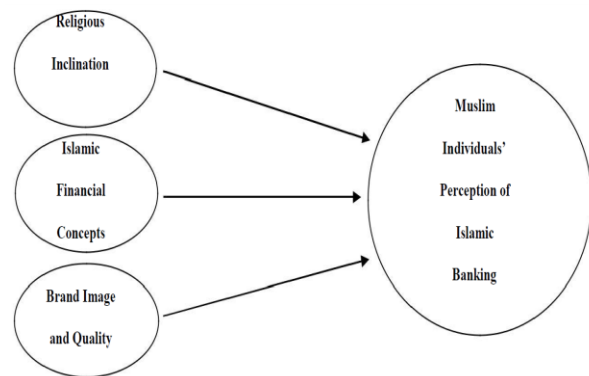 Religious
Inclination
Islamic
Financial
Concepts
Brand Image
and Quality
Muslim
Individuals’
Perception of
Islamic
Banking